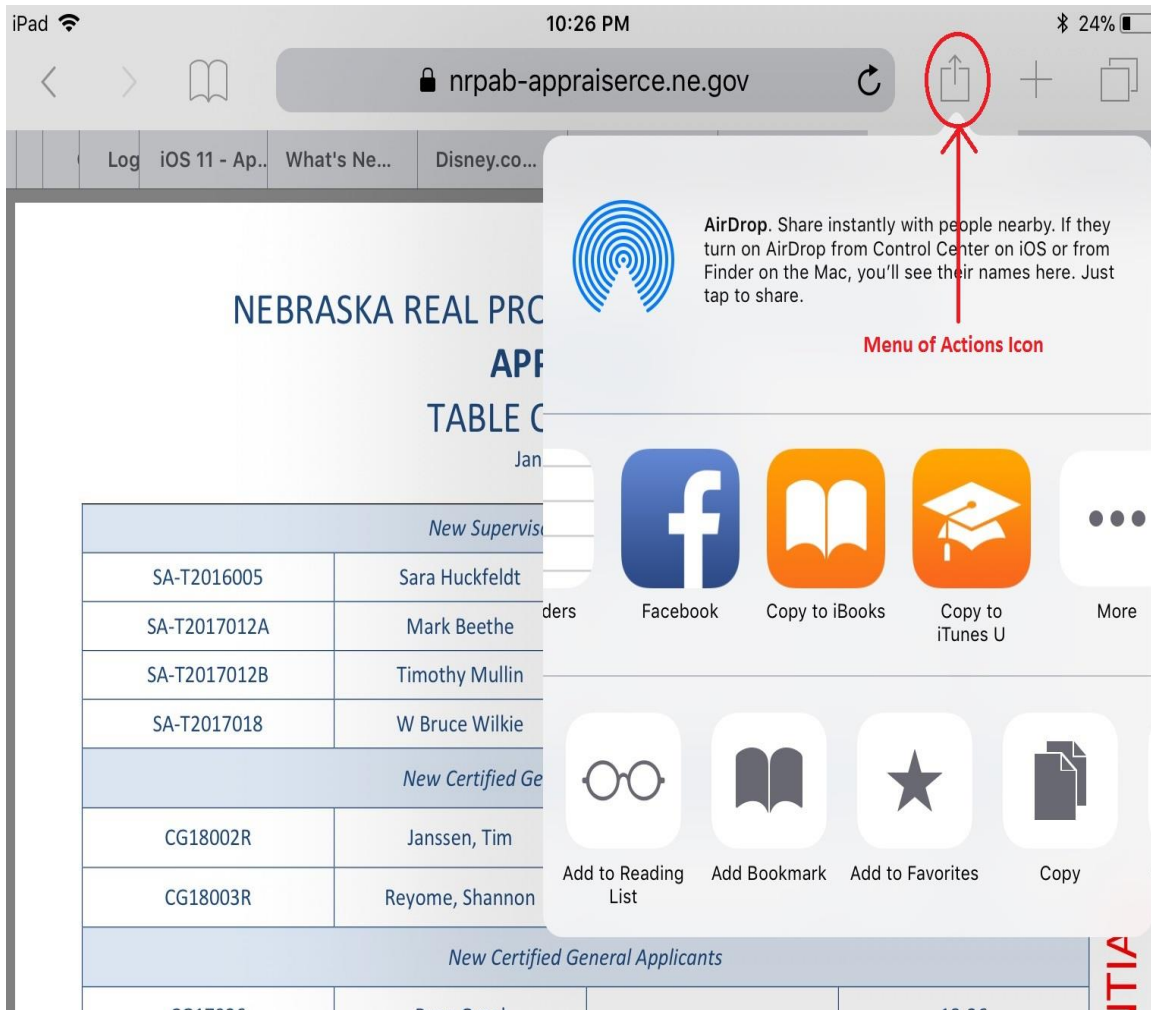 iPad
10:26 PM
24%
nrpab-appraiserce.ne.gov
Log
iOS 11 - Ap..
What's Ne...
Disney.co...
AirDrop. Share instantly with people nearby. If they
turn on AirDrop from Control Center on iOS or from
Finder on the Mac, you'll see their names here. Just
tap to share.
Menu of Actions Icon
NEBRASKA REAL PRO
APP
TABLE
Jan
ders
Facebook
Copy to iBooks
Copy to
iTunes U
More
New Supervis
SA-T2016005 Sara Huckfeldt
SA-T2017012A Mark Beethe
SA-T2017012B Timothy Mullin
SA-T2017018 W Bruce Wilkie
New Certified Ge
CG18002R Janssen, Tim
CG18003R Reyome, Shannon
Add to Reading
List
Add Bookmark
Add to Favorites
Copy
New Certified General Applicants
NTIA